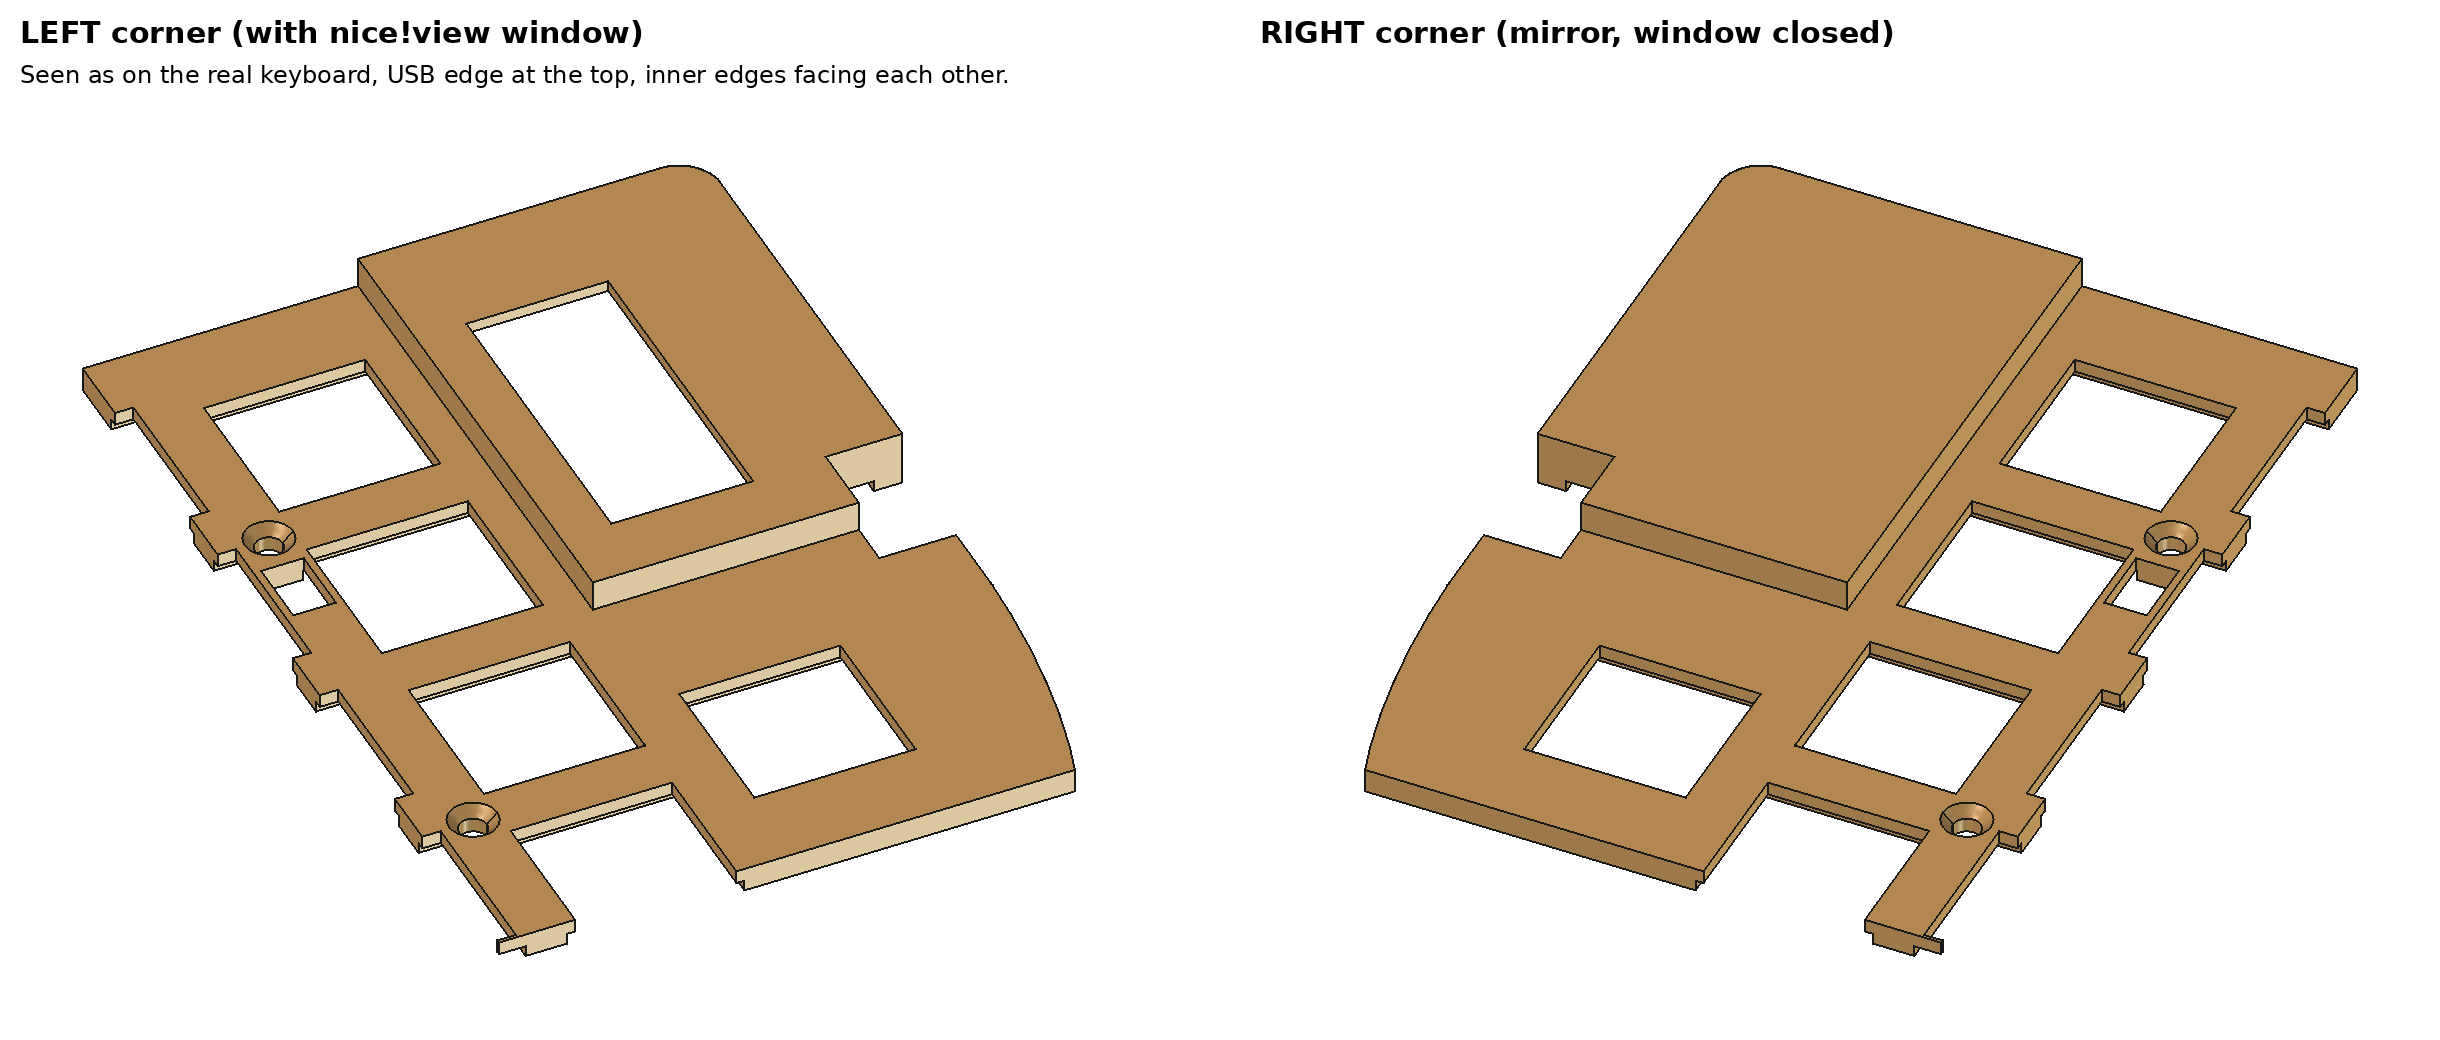 LEFT corner (with nice!view window)
RIGHT corner (mirror, window closed)
Seen as on the real keyboard, USB edge at the top, inner edges facing each other.